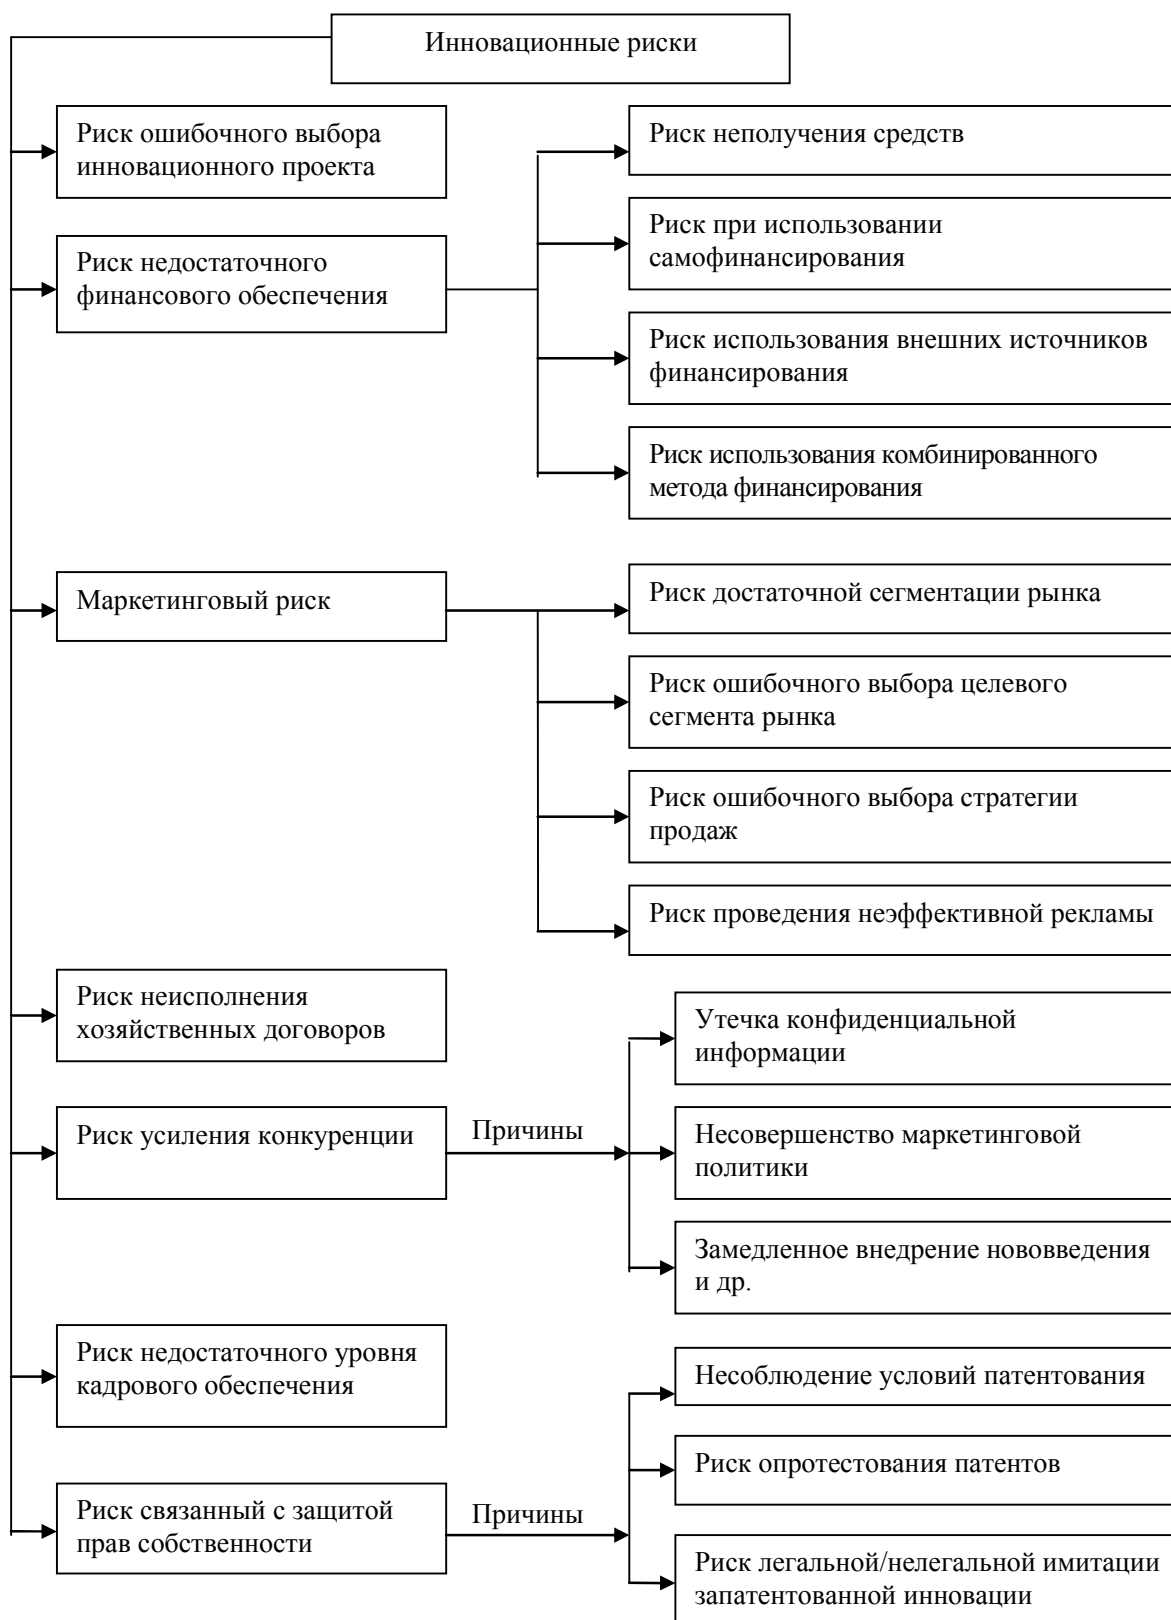 Инновационные риски
Риск ошибочного выбора
инновационного проекта
Риск недостаточного
финансового обеспечения
Риск неполучения средств
Риск при использовании
самофинансирования
Риск использования внешних источников
финансирования
Риск использования комбинированного
метода финансирования
Маркетинговый риск
Риск достаточной сегментации рынка
Риск ошибочного выбора целевого
сегмента рынка
Риск ошибочного выбора стратегии
продаж
Риск проведения неэффективной рекламы
Риск неисполнения
хозяйственных договоров
Риск усиления конкуренции
Причины
Утечка конфиденциальной
информации
Несовершенство маркетинговой
политики
Замедленное внедрение нововведения
и др.
Риск недостаточного уровня
кадрового обеспечения
Риск связанный с защитой
прав собственности
Причины
Несоблюдение условий патентования
Риск опротестования патентов
Риск легальной/нелегальной имитации
запатентованной инновации